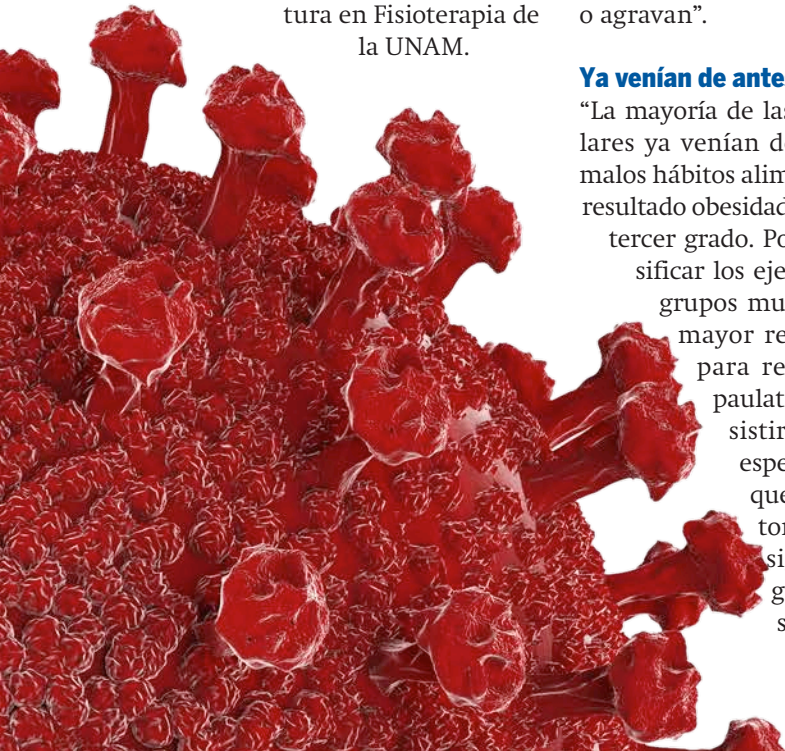 tura en Fisioterapia de
la UNAM.
o agravan”.
Ya venían de ante
“La mayoría de las
lares ya venían d
malos hábitos alim
resultado obesidad
tercer grado. Po
sificar los eje
grupos mu
mayor re
para re
paulat
sistir
espe
que
tor
si
g
s